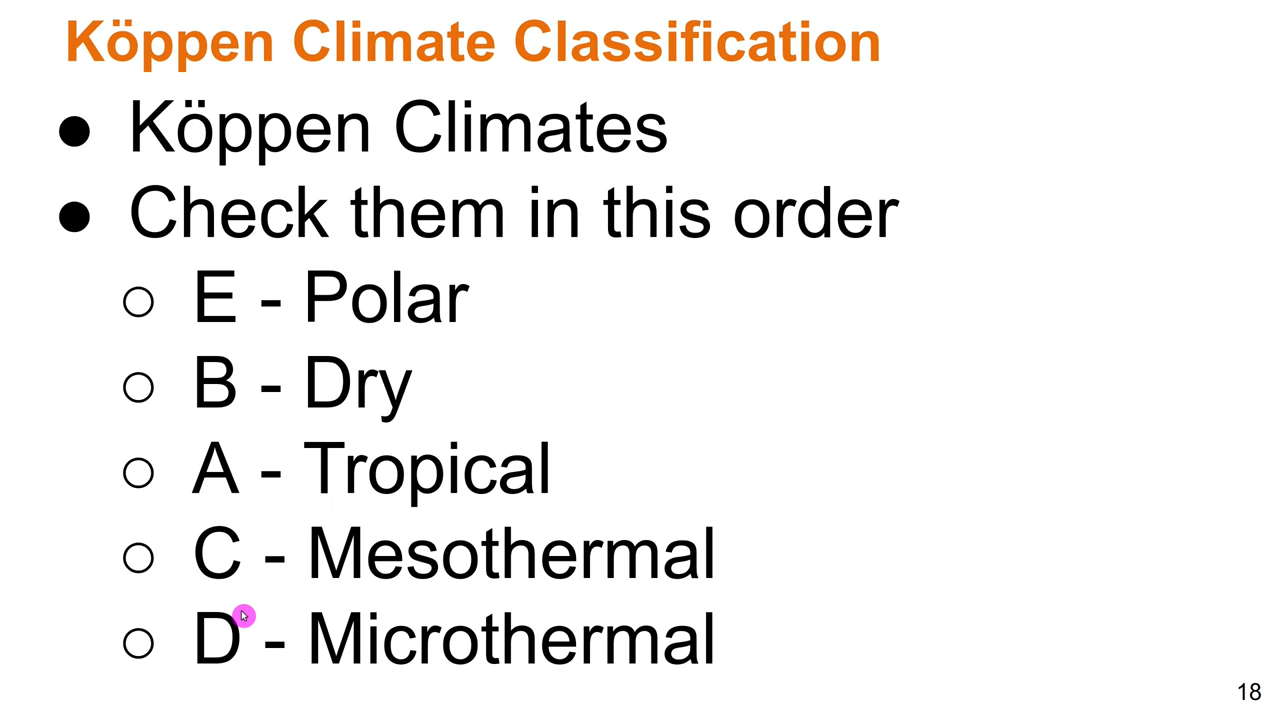 Köppen Climate Classification
● Köppen Climates
● Check them in this order
○ E - Polar
○ B - Dry
○ A - Tropical
○ C - Mesothermal
○ D - Microthermal
18